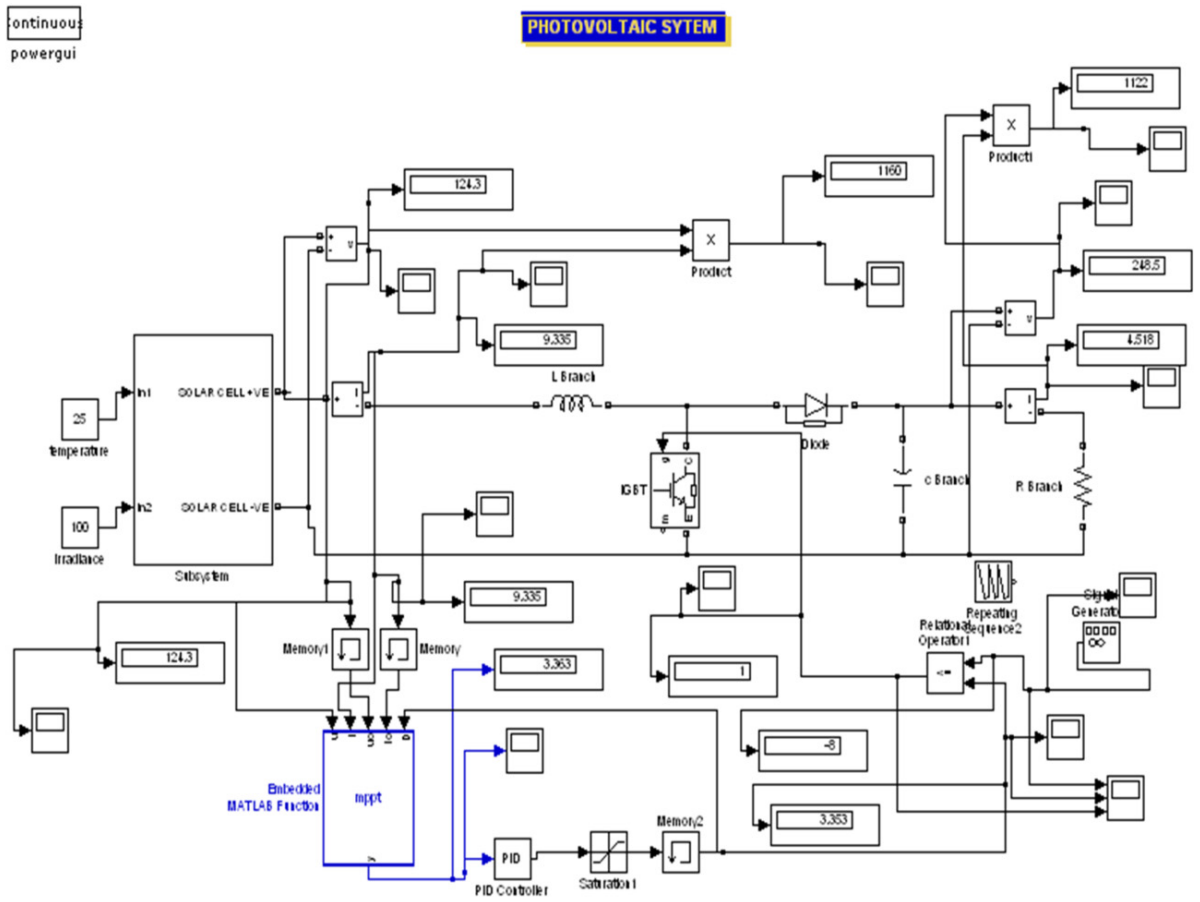 Continuous
powergui
PHOTOVOLTAIC SYTEM
1122
X
Product1
124.3
1160
+
-
v
X
Product
248.5
+
-
v
9.335
4.518
L Branch
In1
SOLAR CELL+VE
25
temperature
+
i
-
+
i
-
Diode
g
C
IGBT
m
E
c Branch
R Branch
In2
SOLAR CELL-VE
100
Irradiance
Subsystem
9.335
Repeating
Sequence2
Signal
Generator
Relational
Operator1
<=
Memory1
Memory
124.3
3.363
1
-8
Embedded
MATLAB Function
mppt
D
y
3.353
Memory2
PID
PID Controller
Saturation1